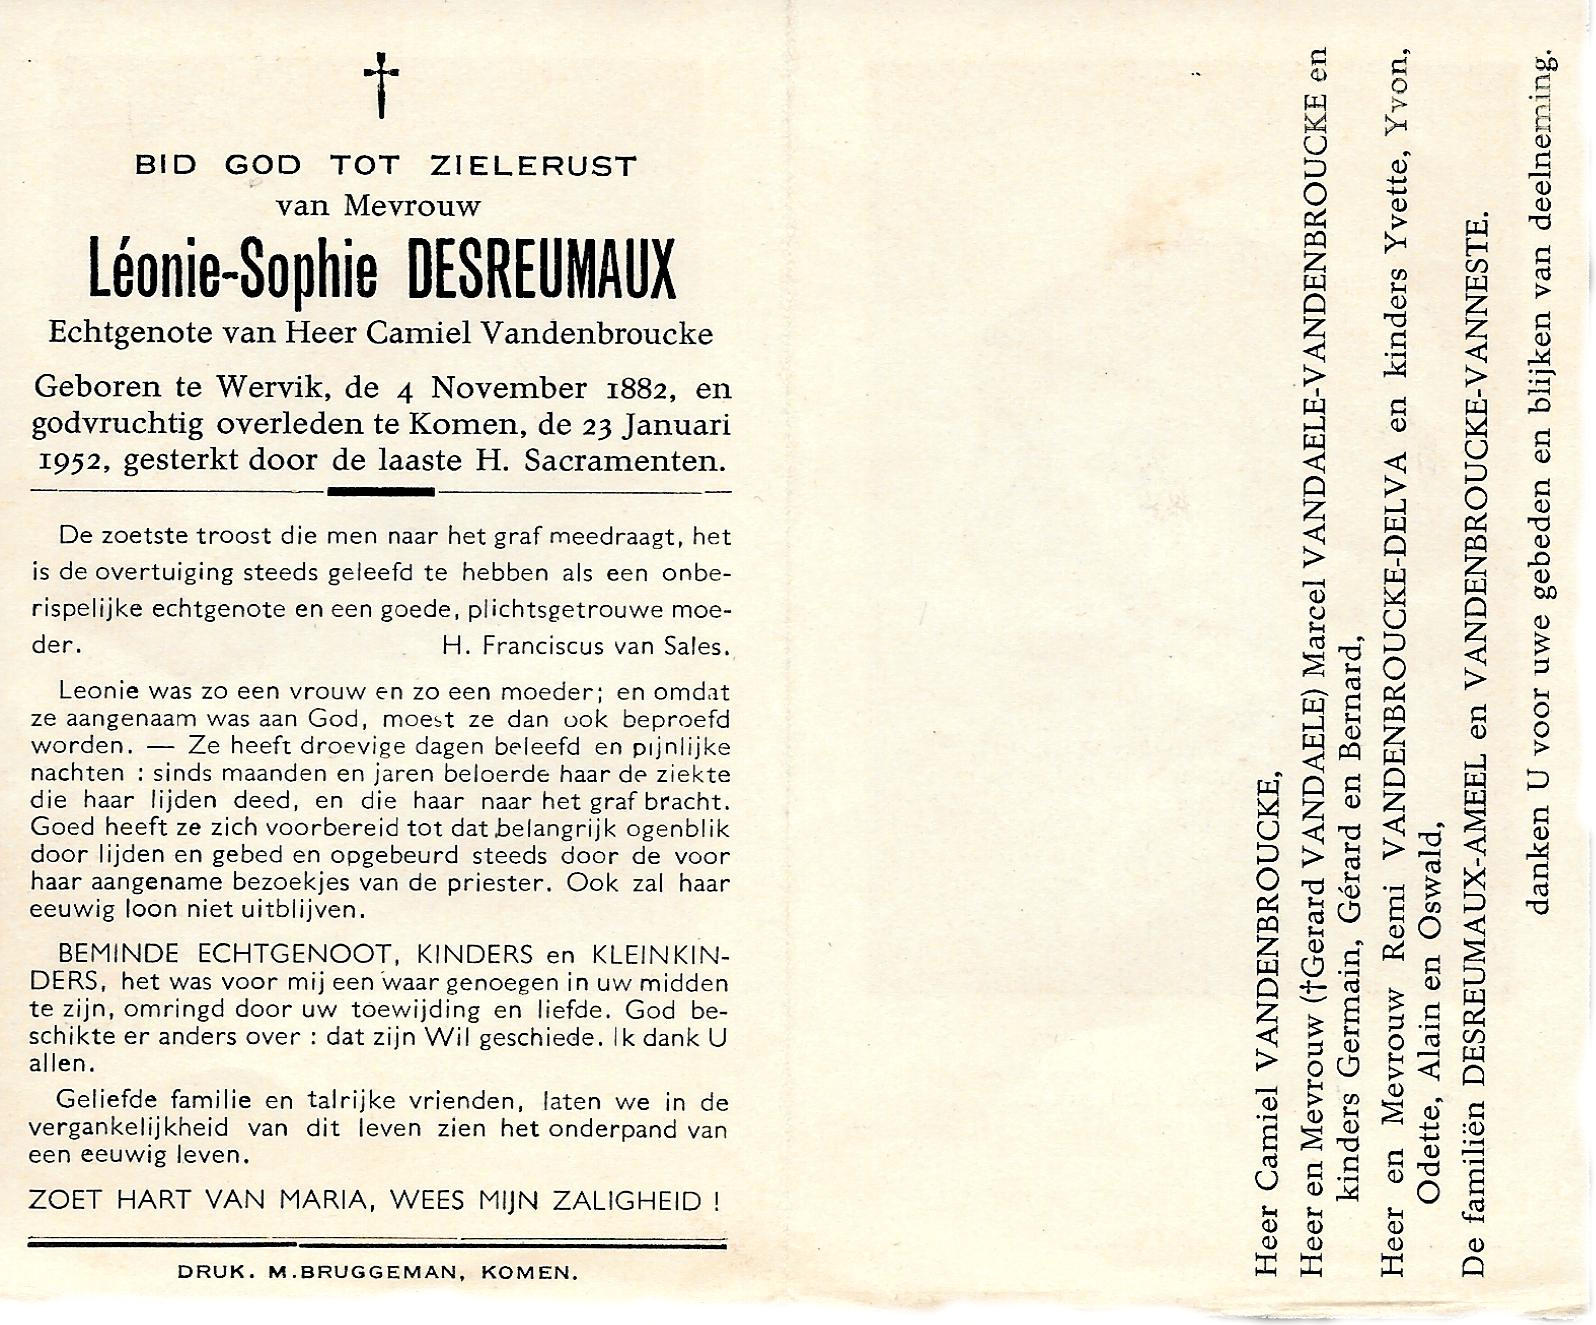 BID GOD TOT ZIELERUST
van Mevrouw
Léonie-Sophie DESREUMAUX
Echtgenote van Heer Camiel Vandenbroucke
Geboren te Wervik, de 4 November 1882, en
godvruchtig overleden te Komen, de 23 Januari
1952, gesterkt door de laaste H. Sacramenten.
De zoetste troost die men naar het graf meedraagt, het
is de overtuiging steeds geleefd te hebben als een onbe-
rispelijke echtgenote en een goede, plichtsgetrouwe moe-
der. H. Franciscus van Sales.
Leonie was zo een vrouw en zo een moeder; en omdat
ze aangenaam was aan God, moest ze dan ook beproefd
worden. — Ze heeft droevige dagen beleefd en pijnlijke
nachten : sinds maanden en jaren beloerde haar de ziekte
die haar lijden deed, en die haar naar het graf bracht.
Goed heeft ze zich voorbereid tot dat belangrijk ogenblik
door lijden en gebed en opgebeurd steeds door de voor
haar aangename bezoekjes van de priester. Ook zal haar
eeuwig loon niet uitblijven.
BEMINDE ECHTGENOOT, KINDERS en KLEINKIN-
DERS, het was voor mij een waar genoegen in uw midden
te zijn, omringd door uw toewijding en liefde. God be-
schikte er anders over : dat zijn Wil geschiede. Ik dank U
allen.
Geliefde familie en talrijke vrienden, laten we in de
vergankelijkheid van dit leven zien het onderpand van
een eeuwig leven.
ZOET HART VAN MARIA, WEES MIJN ZALIGHEID !
DRUK. M.BRUGGEMAN, KOMEN.
Heer Camiel VANDENBROUCKE,
Heer en Mevrouw (†Gerard VANDAELE) Marcel VANDAELE-VANDENBROUCKE en
kinders Germain, Gérard en Bernard,
Heer en Mevrouw Remi VANDENBROUCKE-DELVA en kinders Yvette, Yvon,
Odette, Alain en Oswald,
De familiën DESREUMAUX-AMEEL en VANDENBROUCKE-VANNESTE.
danken U voor uwe gebeden en blijken van deelneming.